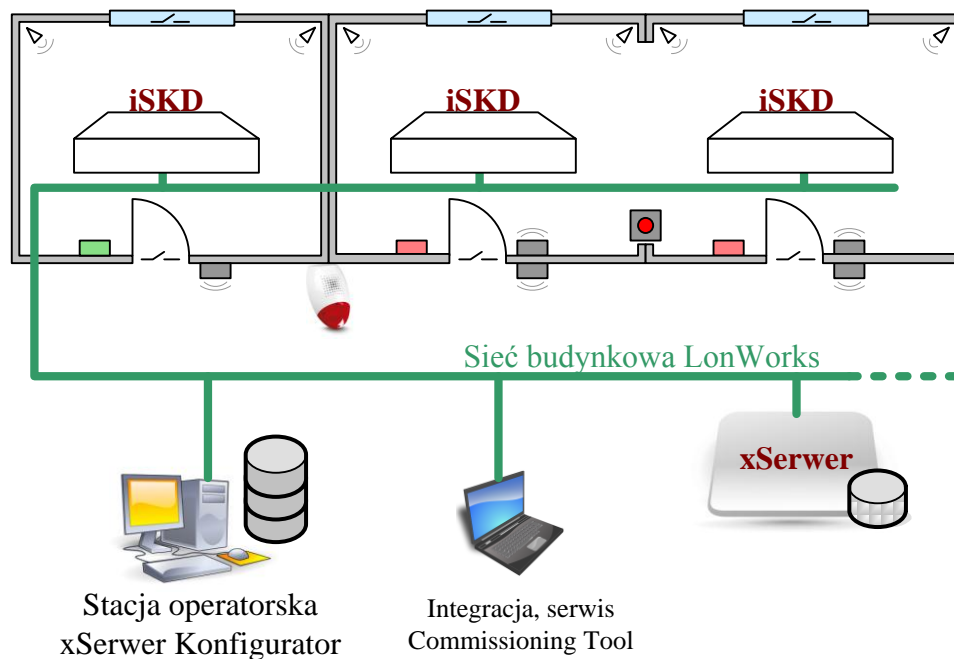 iSKD
iSKD
iSKD
Sieć budynkowa LonWorks
xSerwer
Stacja operatorska
xSerwer Konfigurator
Integracja, serwis
Commissioning Tool